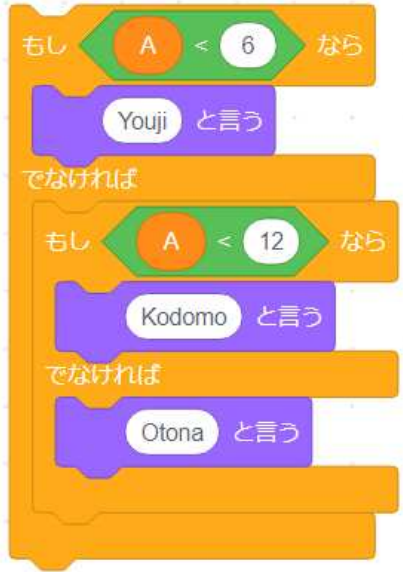 もし A < 6 なら
Youji と言う
でなければ
もし A < 12 なら
Kodomo と言う
でなければ
Otona と言う